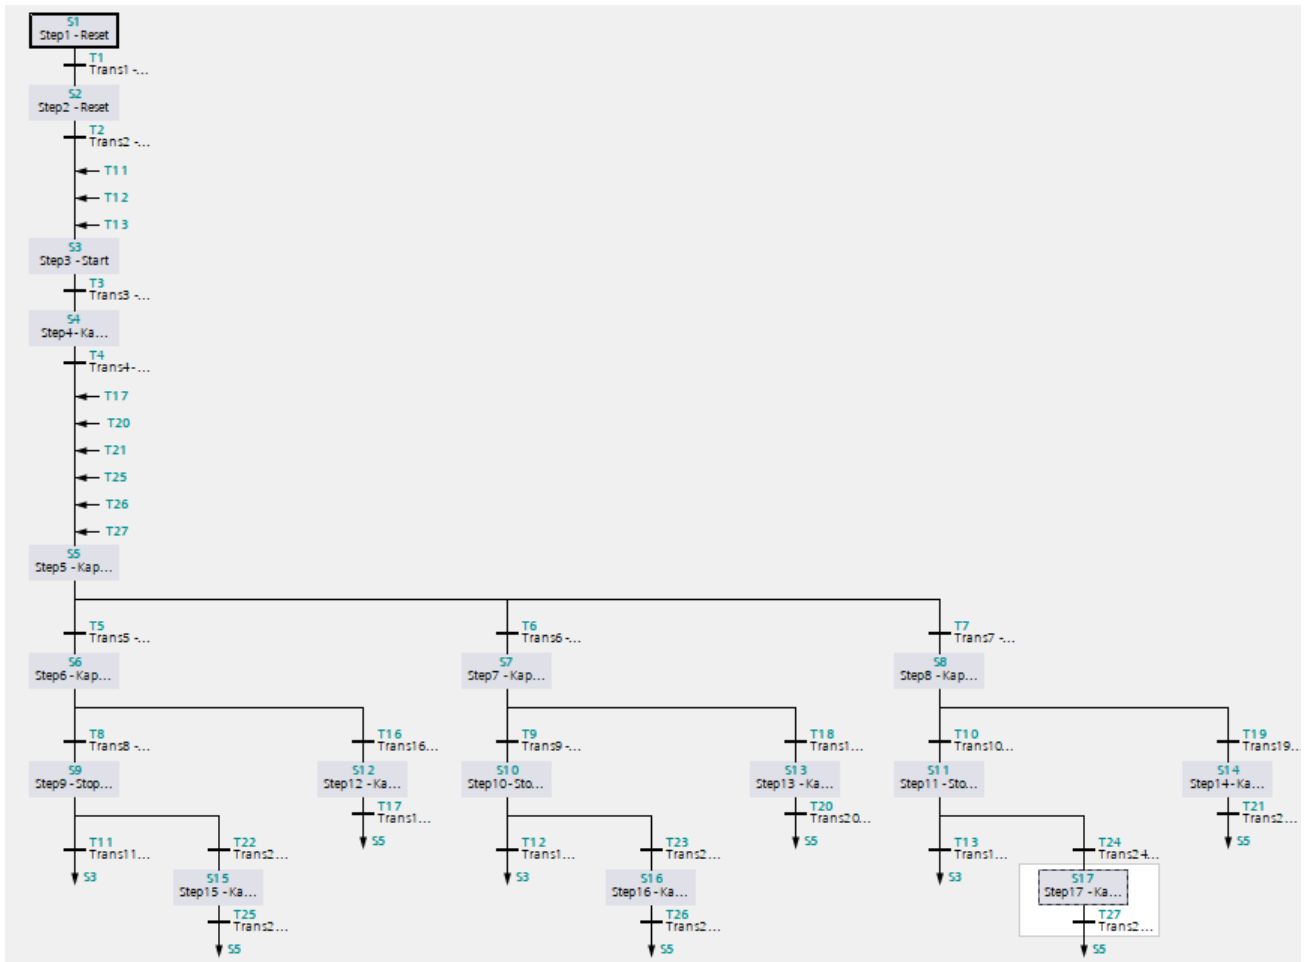 S1
Step1 - Reset
T1
Trans1 -...
S2
Step2 - Reset
T2
Trans2 -...
T11
T12
T13
S3
Step3 - Start
T3
Trans3 -...
S4
Step4- Ka...
T4
Trans4-...
T17
T20
T21
T25
T26
T27
S5
Step5 - Kap...
T5
Trans5 -...
T6
Trans6 -...
T7
Trans7 -...
S6
Step6 - Kap...
S7
Step7 - Kap...
S8
Step8 - Kap...
T8
Trans8 -...
T16
Trans16...
T9
Trans9 -...
T18
Trans1...
T10
Trans10...
T19
Trans19...
S9
Step9 - Stop...
S12
Step12 - Ka...
S10
Step10- Sto...
S13
Step13 - Ka...
S11
Step11 - Sto...
S14
Step14- Ka...
T17
Trans1...
S5
T20
Trans20...
S5
T21
Trans2...
S5
T11
Trans11...
S3
T22
Trans2...
T12
Trans1...
S3
T23
Trans2...
T13
Trans1...
S3
T24
Trans24...
S15
Step15 - Ka...
S16
Step16 - Ka...
S17
Step17 - Ka...
T25
Trans2...
S5
T26
Trans2...
S5
T27
Trans2...
S5